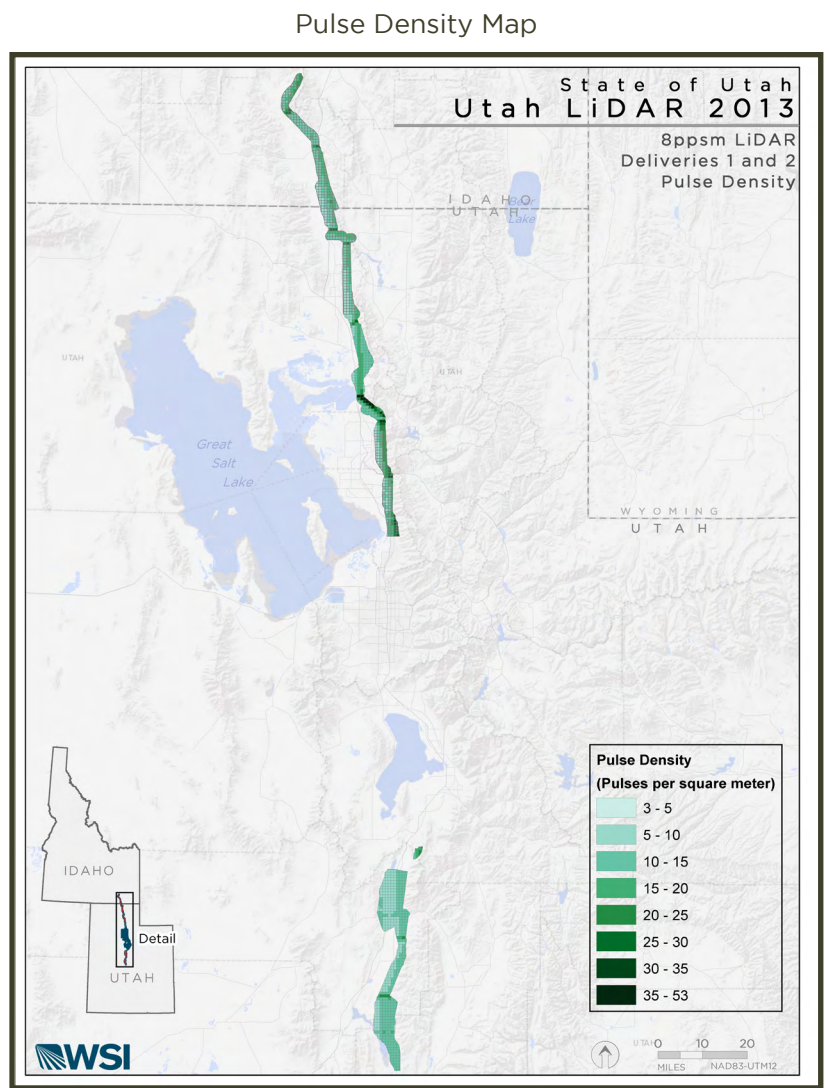 Pulse Density Map
State of Utah
Utah LiDAR 2013
8ppsm LiDAR
Deliveries 1 and 2
Pulse Density
IDAHO
UTAH
Bear
Lake
UTAH
UTAH
Great
Salt
Lake
WYOMING
UTAH
Pulse Density
(Pulses per square meter)
3 - 5
5 - 10
10 - 15
15 - 20
20 - 25
25 - 30
30 - 35
35 - 53
IDAHO
Detail
UTAH
WSI
UTAH
0 10 20
MILES NAD83-UTM12